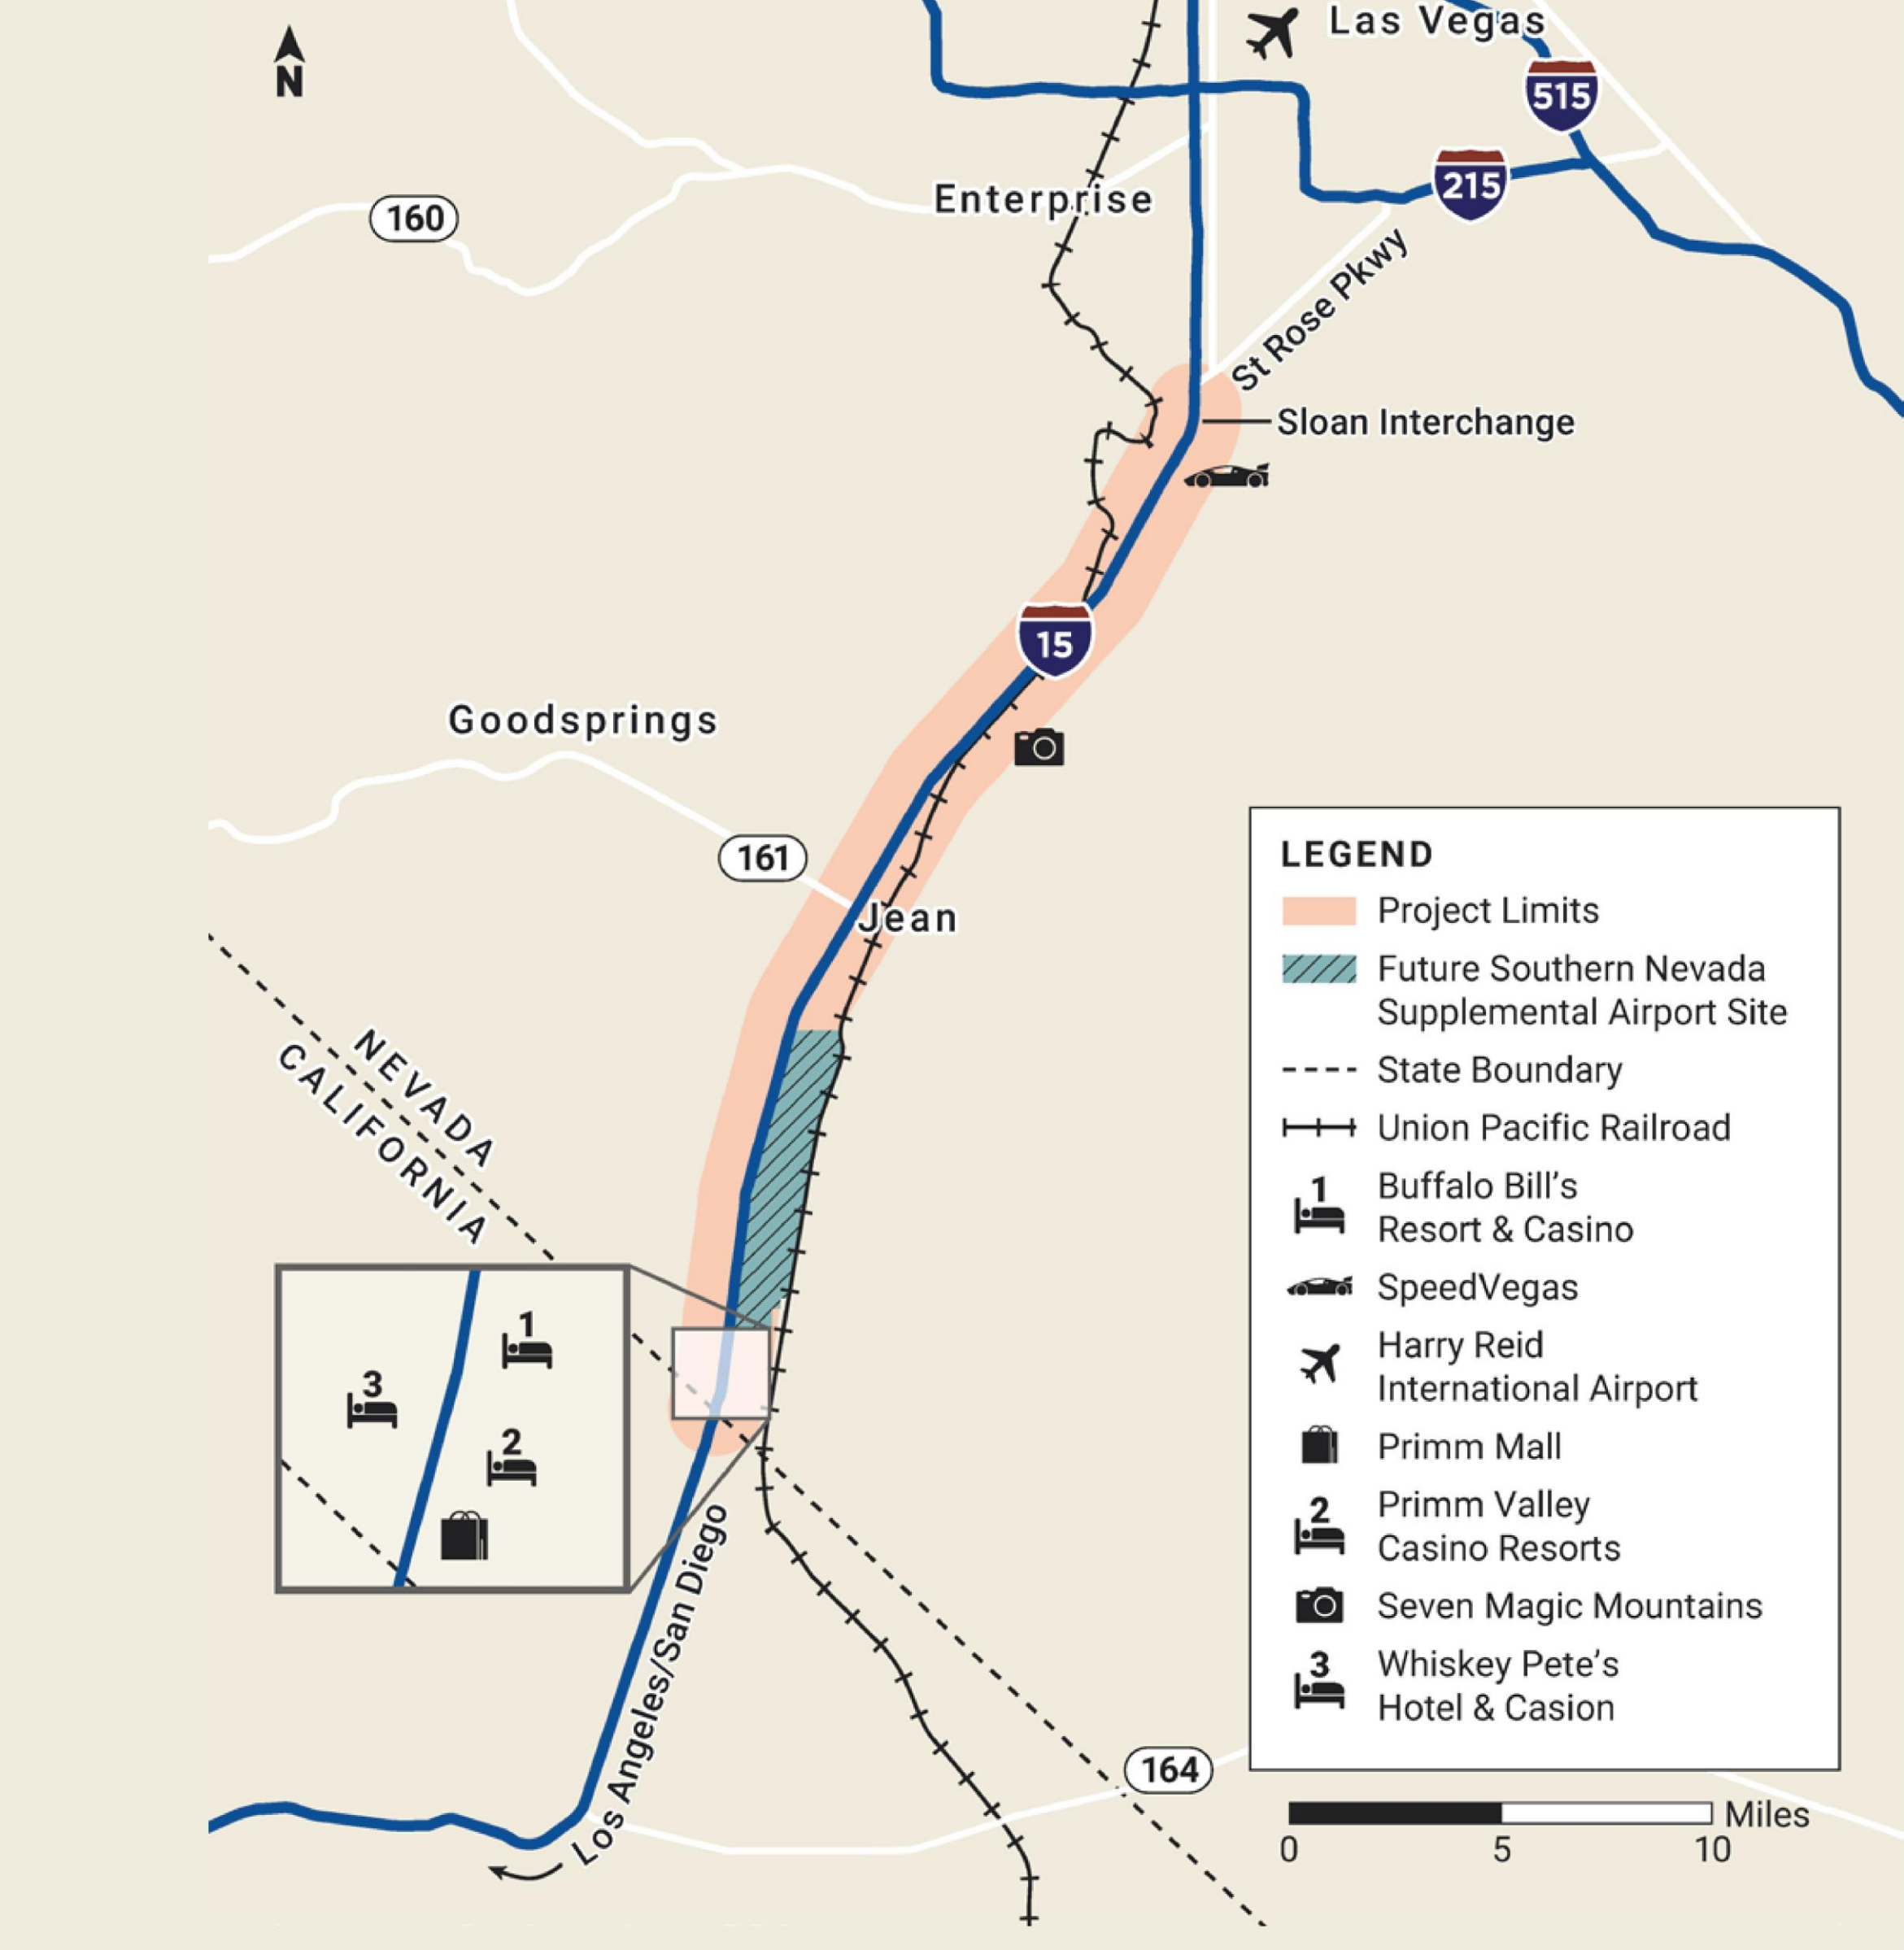 N
Las Vegas
515
215
160
Enterprise
St Rose Pkwy
Sloan Interchange
15
Goodsprings
161
Jean
NEVADA
CALIFORNIA
1
3
2
Los Angeles/San Diego
164
LEGEND
Project Limits
Future Southern Nevada
Supplemental Airport Site
State Boundary
Union Pacific Railroad
1
Buffalo Bill's
Resort & Casino
SpeedVegas
Harry Reid
International Airport
Primm Mall
2
Primm Valley
Casino Resorts
Seven Magic Mountains
3
Whiskey Pete's
Hotel & Casion
Miles
0 5 10